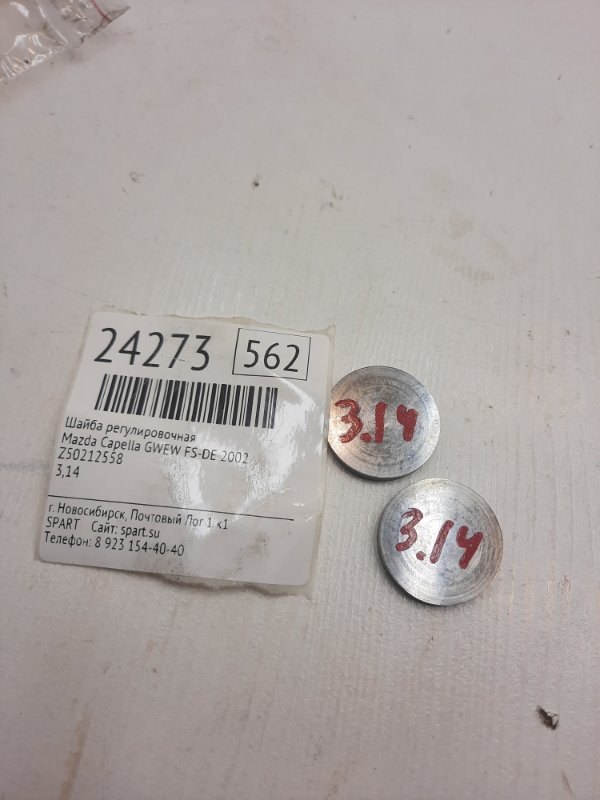 24273 562
Шайба регулировочная
Mazda Capella GWEW FS-DE 2002
Z50212558
3,14
г. Новосибирск, Почтовый Лог 1 к1
SPART Сайт: spart.su
Телефон: 8 923 154-40-40
3.14
3.14